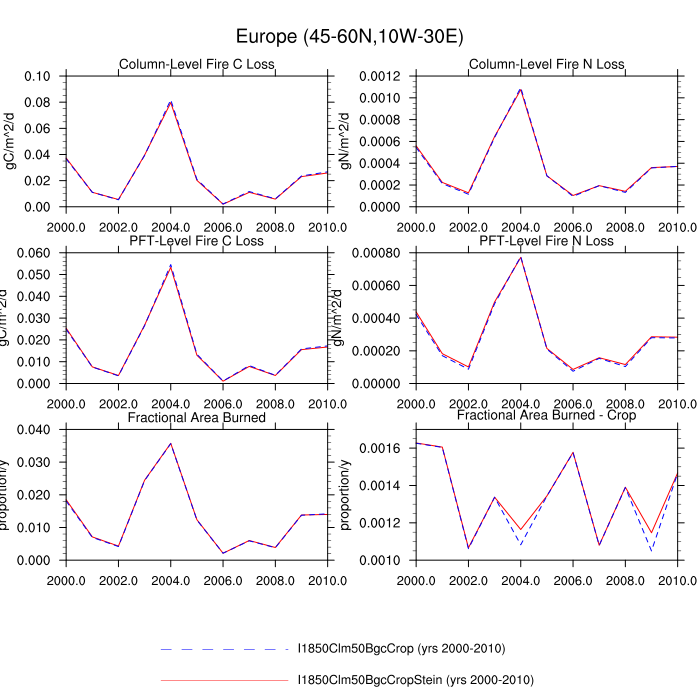 Europe (45-60N,10W-30E)
Column-Level Fire C Loss
Column-Level Fire N Loss
gC/m^2/d
0.10
0.08
0.06
0.04
0.02
0.00
2000.0 2002.0 2004.0 2006.0 2008.0 2010.0
gN/m^2/d
0.0012
0.0010
0.0008
0.0006
0.0004
0.0002
0.0000
2000.0 2002.0 2004.0 2006.0 2008.0 2010.0
PFT-Level Fire C Loss
PFT-Level Fire N Loss
gC/m^2/d
0.060
0.050
0.040
0.030
0.020
0.010
0.000
2000.0 2002.0 2004.0 2006.0 2008.0 2010.0
gN/m^2/d
0.00080
0.00060
0.00040
0.00020
0.00000
2000.0 2002.0 2004.0 2006.0 2008.0 2010.0
Fractional Area Burned
Fractional Area Burned - Crop
proportion/y
0.040
0.030
0.020
0.010
0.000
2000.0 2002.0 2004.0 2006.0 2008.0 2010.0
proportion/y
0.0016
0.0014
0.0012
0.0010
2000.0 2002.0 2004.0 2006.0 2008.0 2010.0
I1850Clm50BgcCrop (yrs 2000-2010)
I1850Clm50BgcCropStein (yrs 2000-2010)